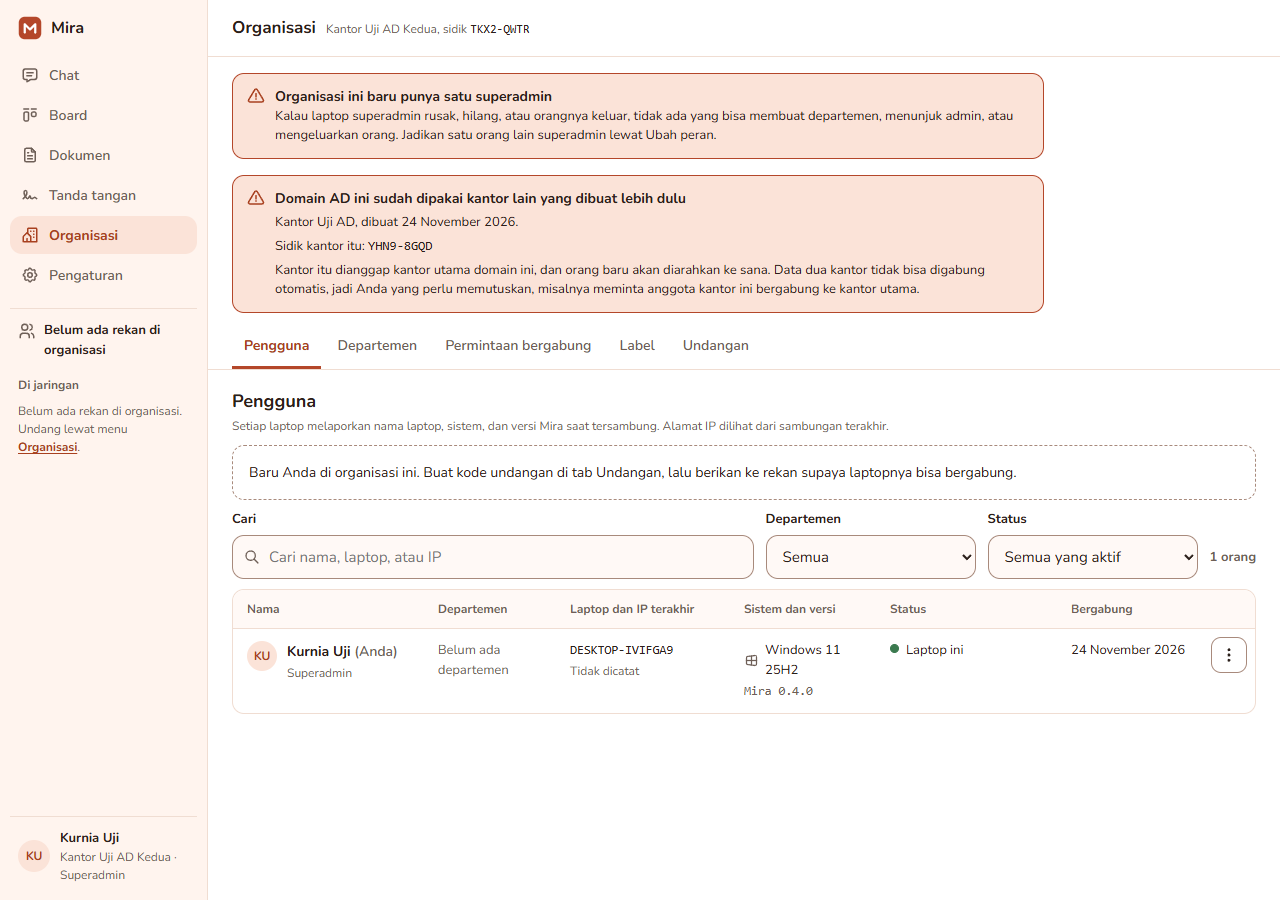 Mira
Chat
Board
Dokumen
Tanda tangan
Organisasi
Pengaturan
Belum ada rekan di
organisasi
Di jaringan
Belum ada rekan di organisasi.
Undang lewat menu
Organisasi.
Kurnia Uji
Kantor Uji AD Kedua ·
Superadmin
KU
Organisasi Kantor Uji AD Kedua, sidik TKX2-QWTR
Organisasi ini baru punya satu superadmin
Kalau laptop superadmin rusak, hilang, atau orangnya keluar, tidak ada yang bisa membuat departemen, menunjuk admin, atau
mengeluarkan orang. Jadikan satu orang lain superadmin lewat Ubah peran.
Domain AD ini sudah dipakai kantor lain yang dibuat lebih dulu
Kantor Uji AD, dibuat 24 November 2026.
Sidik kantor itu: YHN9-8GQD
Kantor itu dianggap kantor utama domain ini, dan orang baru akan diarahkan ke sana. Data dua kantor tidak bisa digabung
otomatis, jadi Anda yang perlu memutuskan, misalnya meminta anggota kantor ini bergabung ke kantor utama.
Pengguna Departemen Permintaan bergabung Label Undangan
Pengguna
Setiap laptop melaporkan nama laptop, sistem, dan versi Mira saat tersambung. Alamat IP dilihat dari sambungan terakhir.
Baru Anda di organisasi ini. Buat kode undangan di tab Undangan, lalu berikan ke rekan supaya laptopnya bisa bergabung.
Cari Departemen Status
Cari nama, laptop, atau IP Semua Semua yang aktif 1 orang
Nama Departemen Laptop dan IP terakhir Sistem dan versi Status Bergabung
KU Kurnia Uji (Anda) Belum ada DESKTOP-IVIFGA9 Windows 11 Laptop ini 24 November 2026
Superadmin departemen Tidak dicatat 25H2
Mira 0.4.0